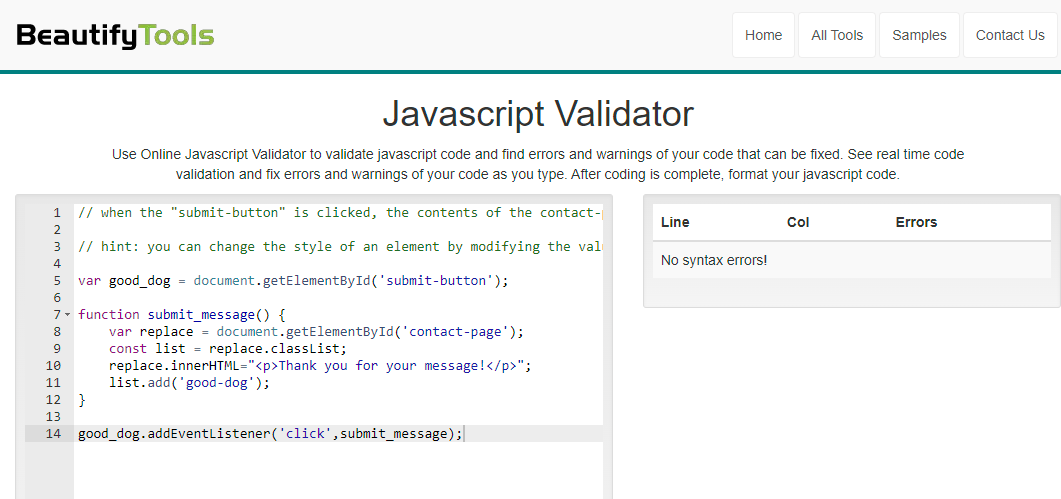 BeautifyTools
Home All Tools Samples Contact Us
Javascript Validator
Use Online Javascript Validator to validate javascript code and find errors and warnings of your code that can be fixed. See real time code
validation and fix errors and warnings of your code as you type. After coding is complete, format your javascript code.
1 // when the "submit-button" is clicked, the contents of the contact-
2
3 // hint: you can change the style of an element by modifying the
4
5 var good_dog = document.getElementById('submit-button');
6
7 function submit_message() {
8 var replace = document.getElementById('contact-page');
9 const list = replace.classList;
10 replace.innerHTML="<p>Thank you for your message!</p>";
11 list.add('good-dog');
12 }
13
14 good_dog.addEventListener('click',submit_message);
Line Col Errors
No syntax errors!